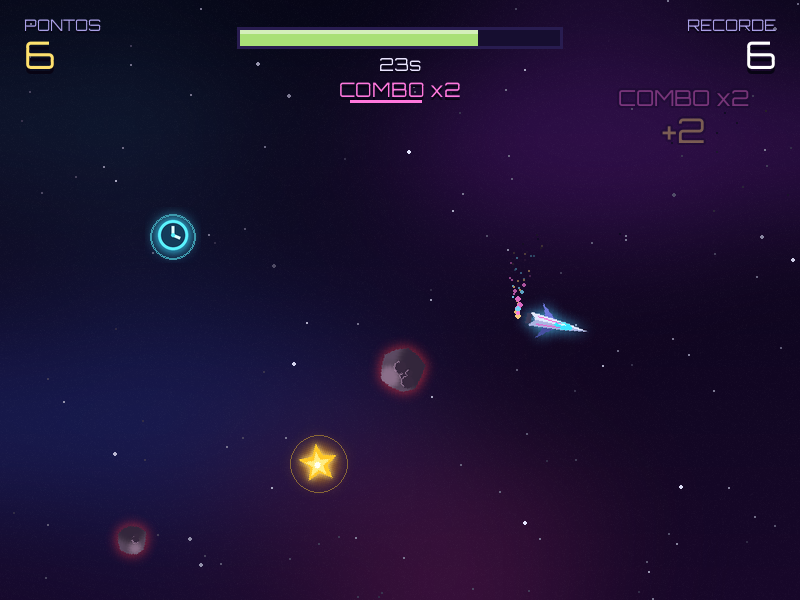 PONTOS
6
23s
COMBO x2
RECORDE
6
COMBO x2
+2